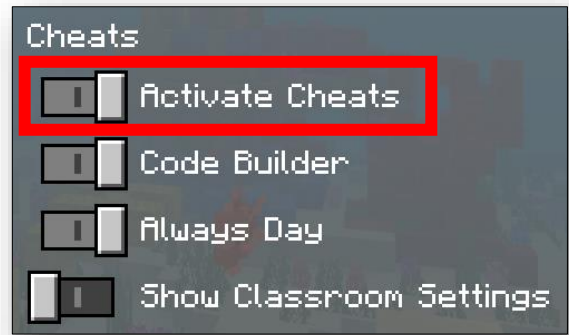 Cheats
Activate Cheats
Code Builder
Always Day
Show Classroom Settings